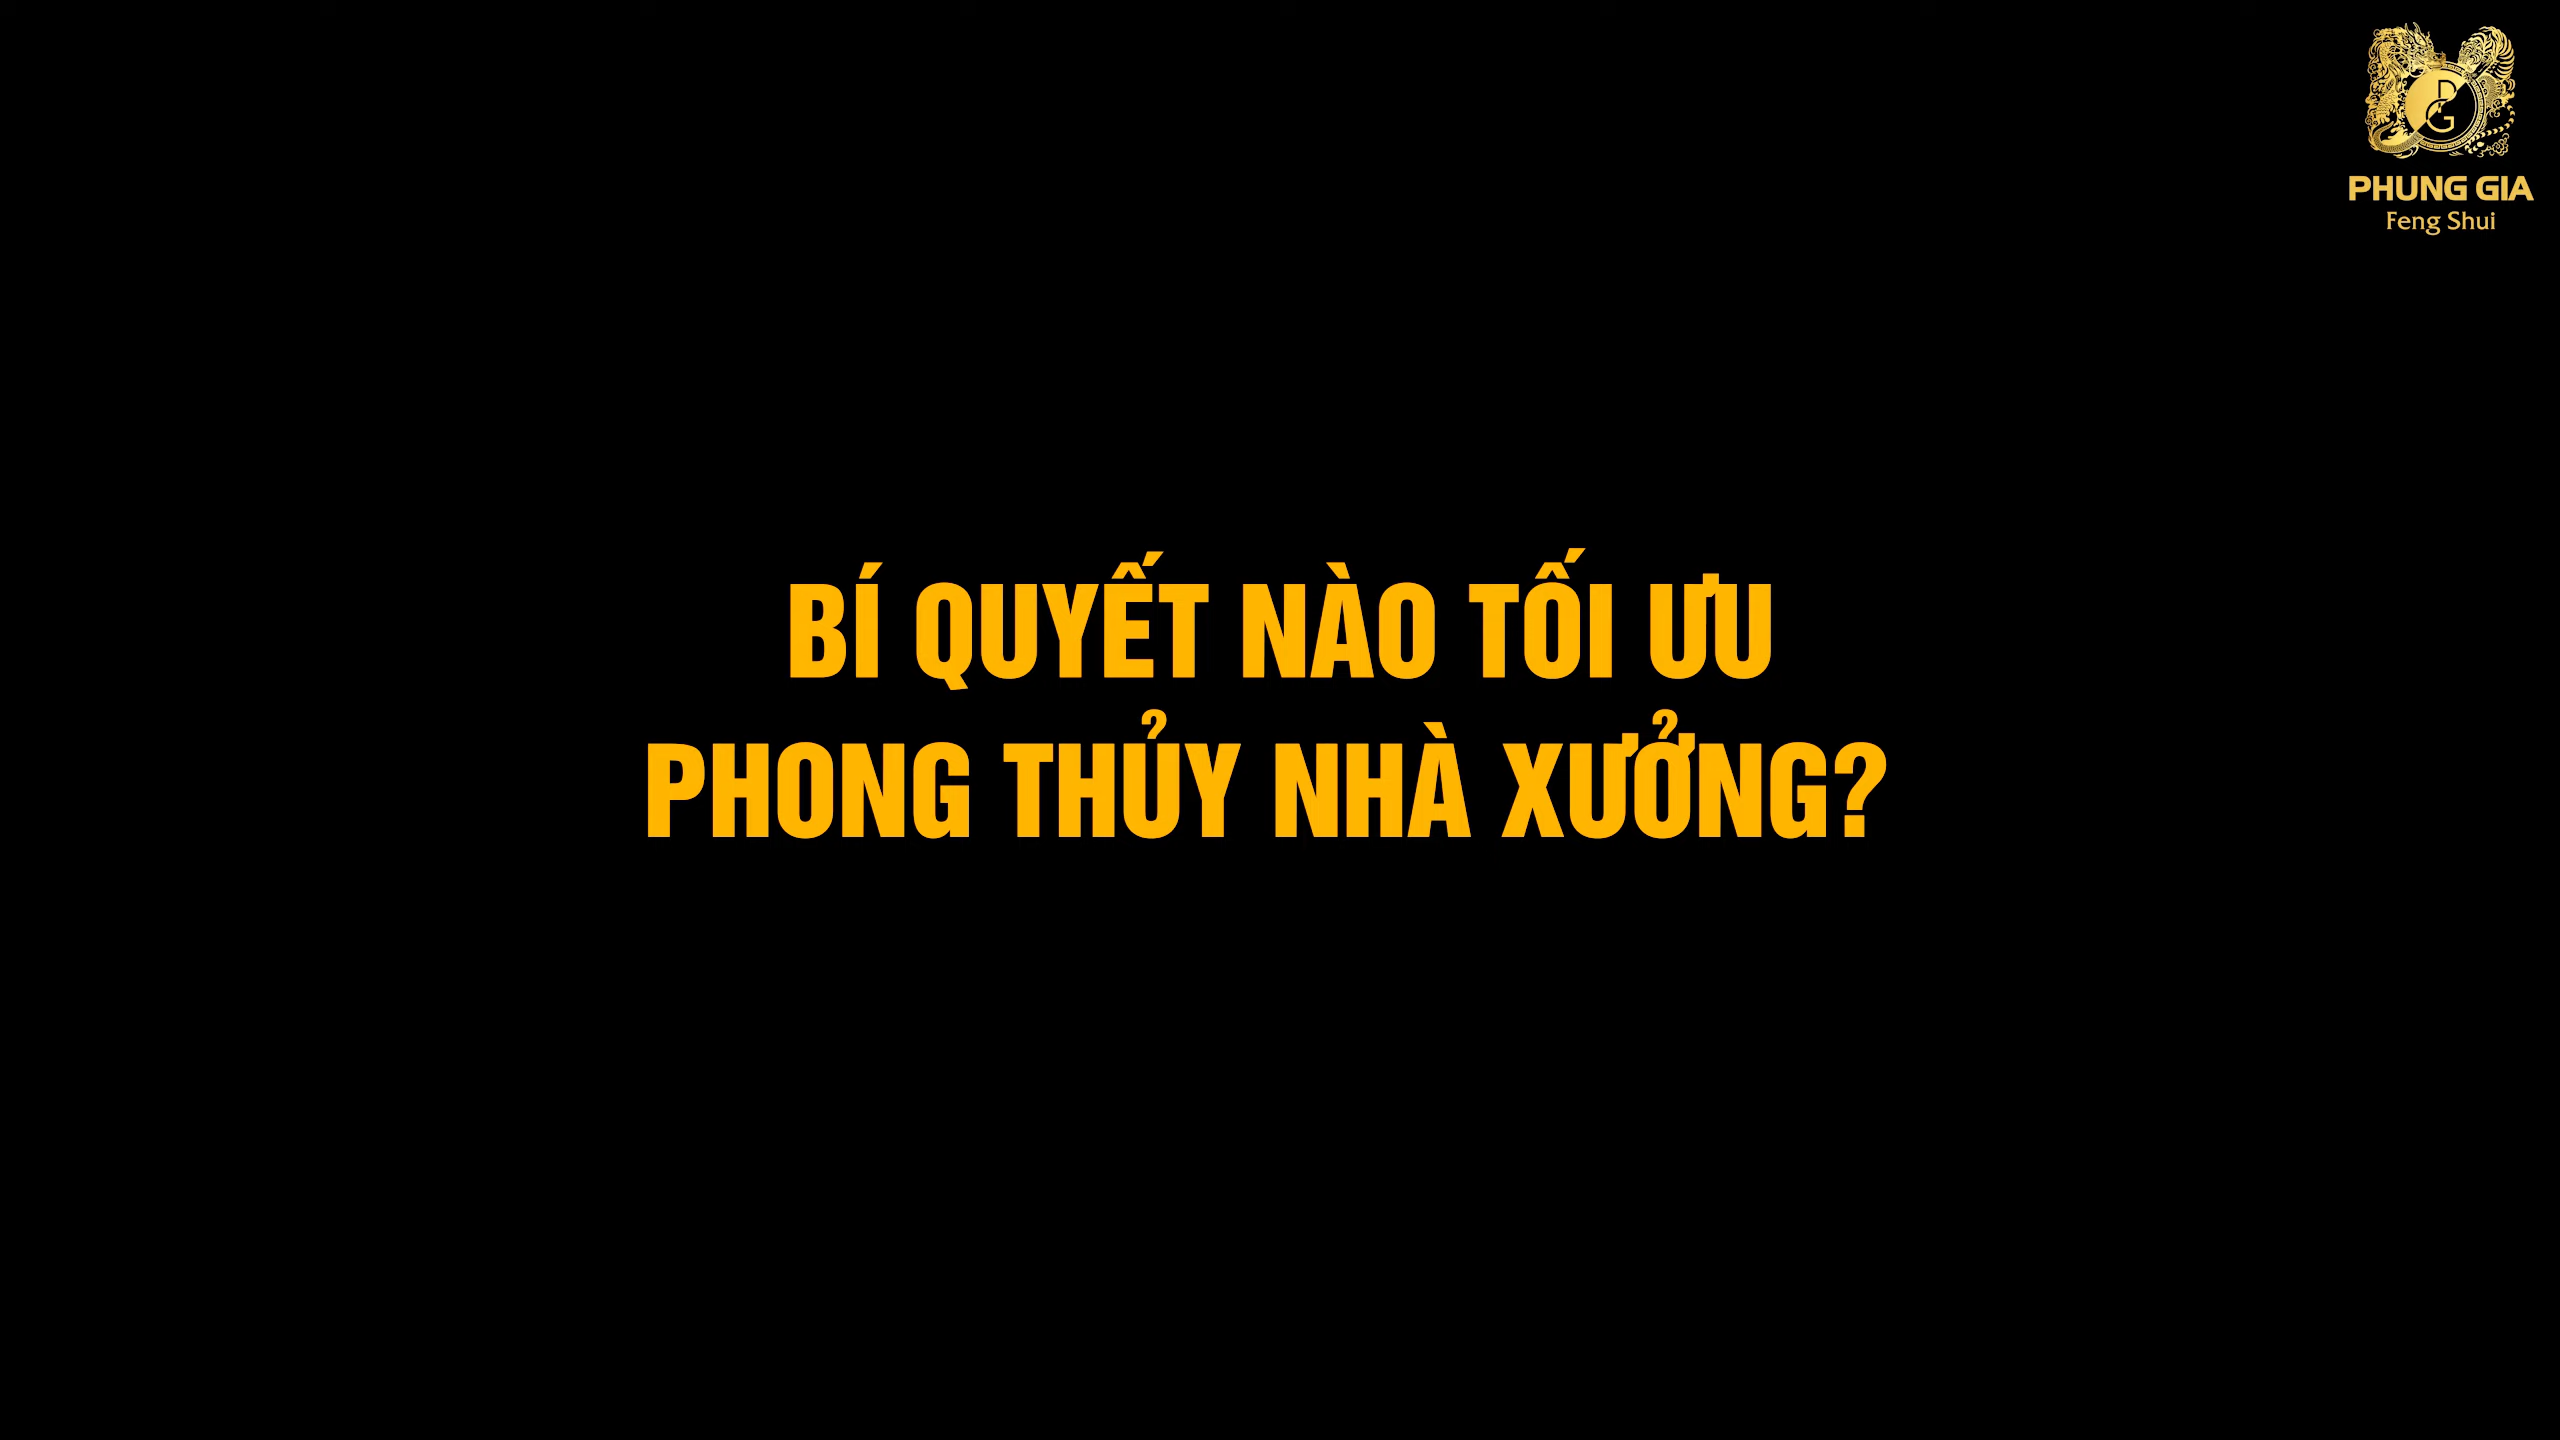 PHUNG GIA
Feng Shui
BÍ QUYẾT NÀO TỐI ƯU
PHONG THỦY NHÀ XƯỞNG?